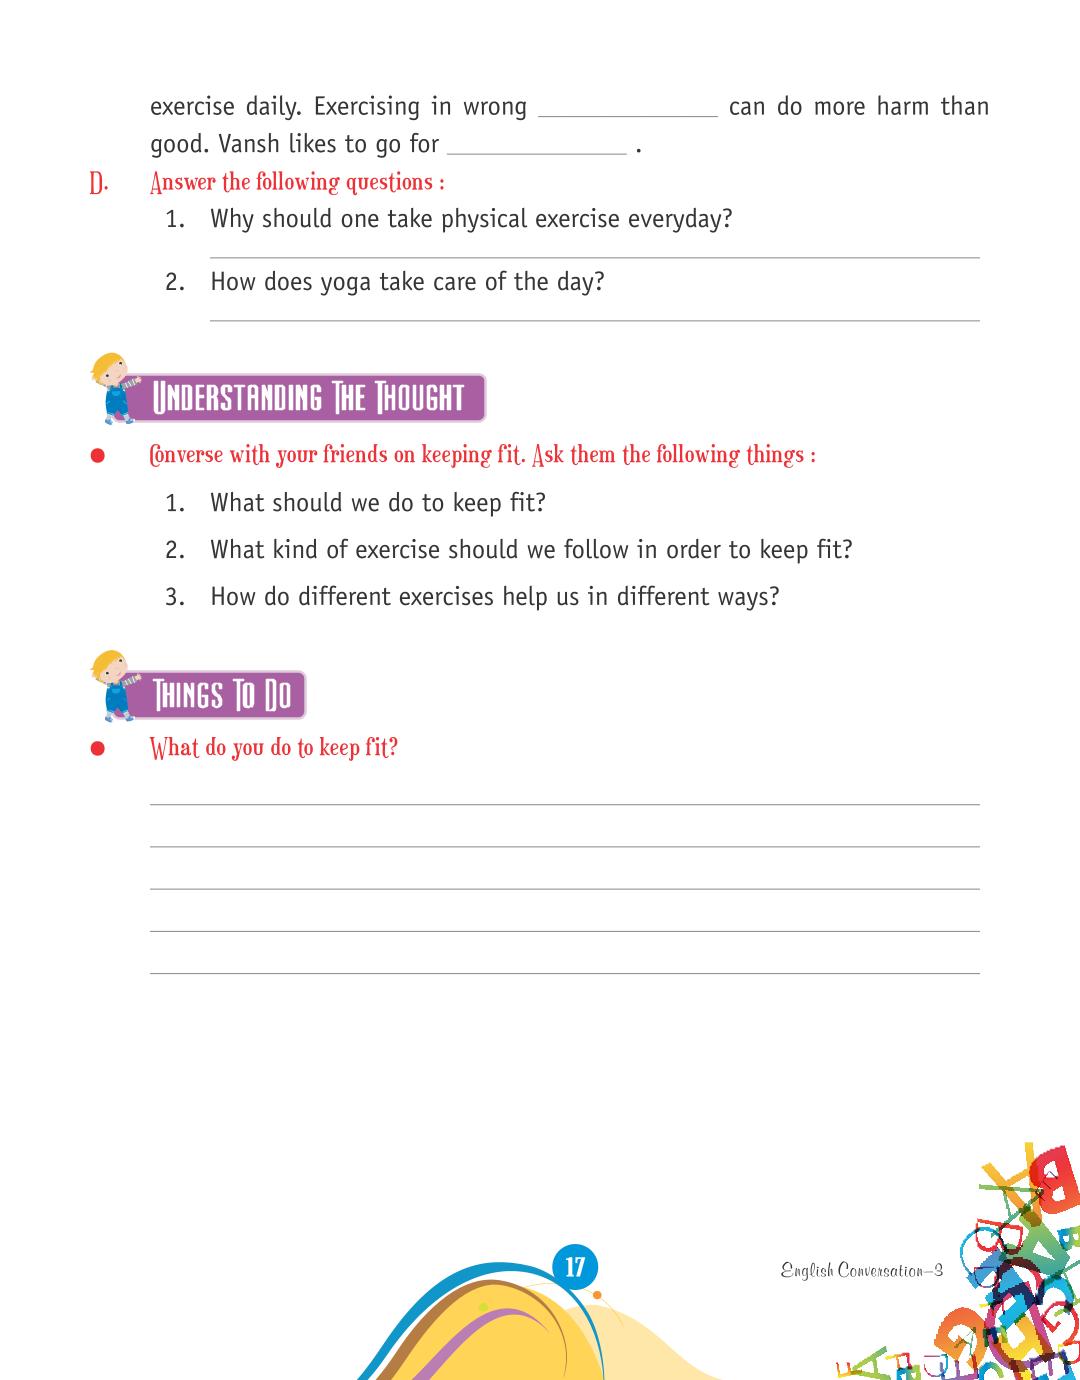 exercise daily. Exercising in wrong _______________ can do more harm than
good. Vansh likes to go for _______________ .
D. Answer the following questions :
1. Why should one take physical exercise everyday?
2. How does yoga take care of the day?
UNDERSTANDING THE THOUGHT
● Converse with your friends on keeping fit. Ask them the following things :
1. What should we do to keep fit?
2. What kind of exercise should we follow in order to keep fit?
3. How do different exercises help us in different ways?
THINGS TO DO
● What do you do to keep fit?
17
English Conversation–3